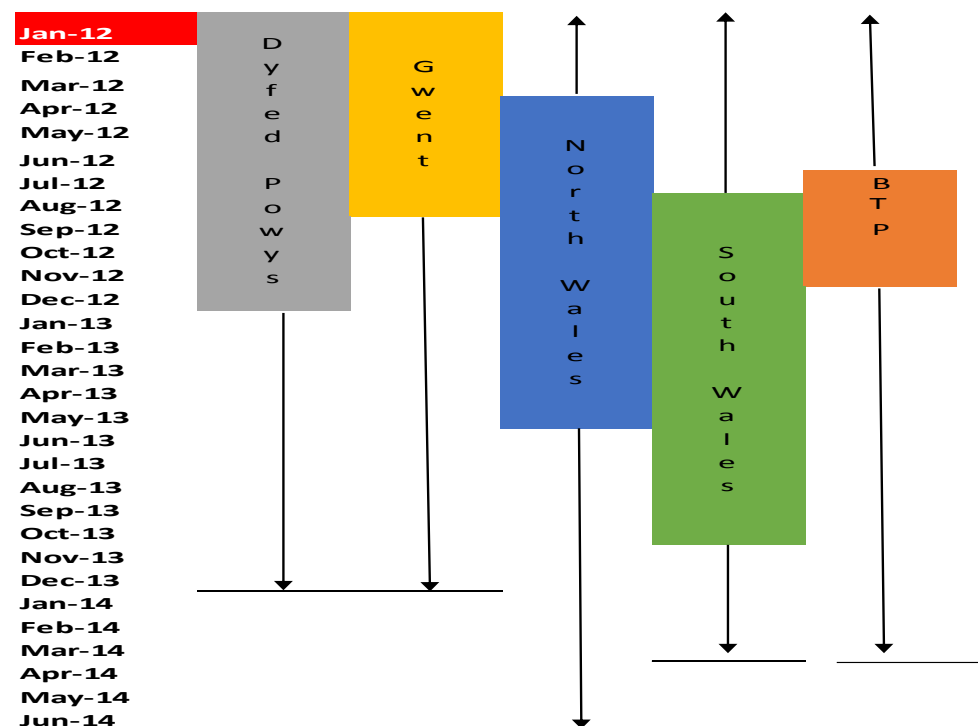 Jan-12
Feb-12
Mar-12
Apr-12
May-12
Jun-12
Jul-12
Aug-12
Sep-12
Oct-12
Nov-12
Dec-12
Jan-13
Feb-13
Mar-13
Apr-13
May-13
Jun-13
Jul-13
Aug-13
Sep-13
Oct-13
Nov-13
Dec-13
Jan-14
Feb-14
Mar-14
Apr-14
May-14
Jun-14
Dyfed Powys
Gwent
North Wales
South Wales
BTP